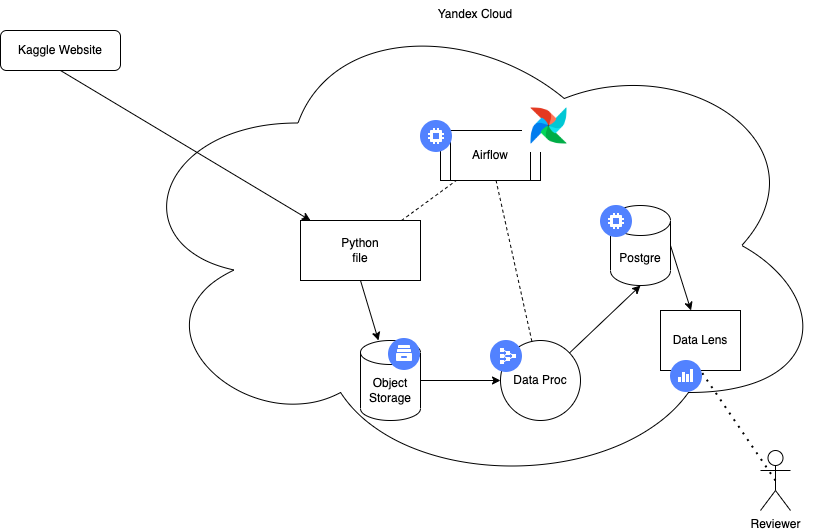 Yandex Cloud
Kaggle Website
Airflow
Python
file
Postgre
Data Lens
Object
Storage
Data Proc
Reviewer